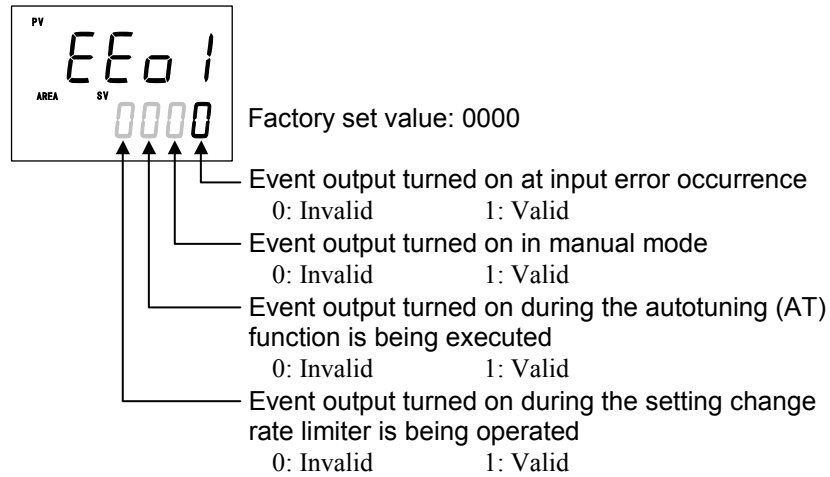 PV
EEo1
AREA SV
0000
Factory set value: 0000
Event output turned on at input error occurrence
0: Invalid 1: Valid
Event output turned on in manual mode
0: Invalid 1: Valid
Event output turned on during the autotuning (AT)
function is being executed
0: Invalid 1: Valid
Event output turned on during the setting change
rate limiter is being operated
0: Invalid 1: Valid